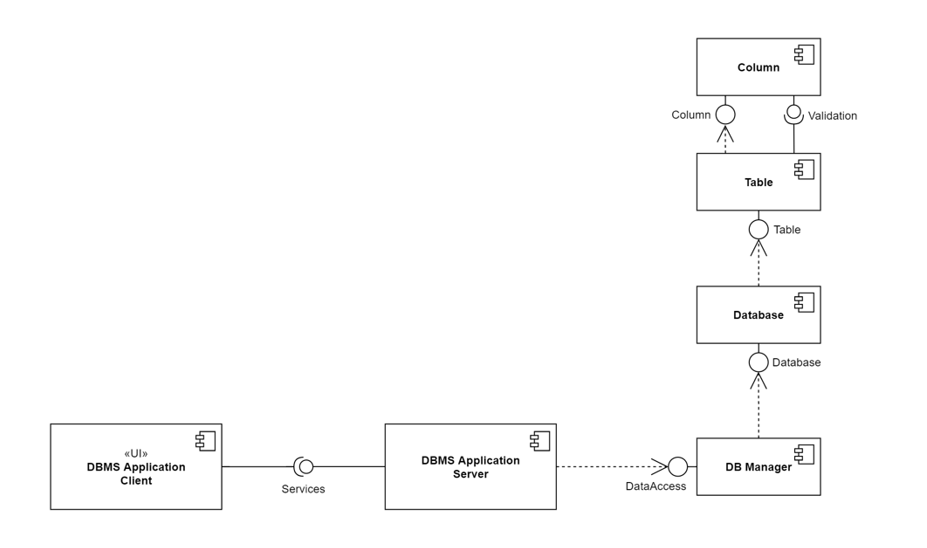 Column
Column
Validation
Table
Table
Database
Database
«UI»
DBMS Application
Client
Services
DBMS Application
Server
DataAccess
DB Manager